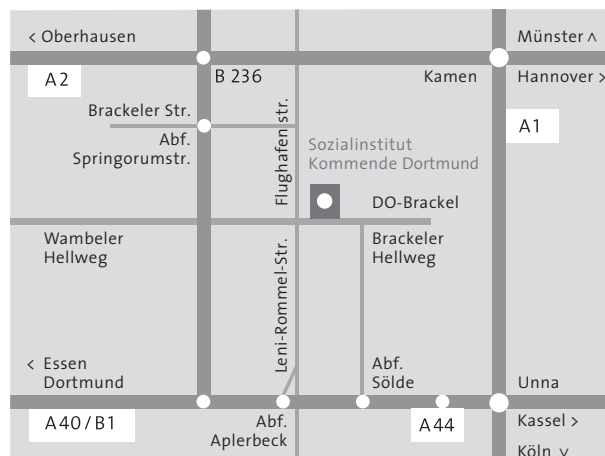 < Oberhausen
Münster ^
A2
B 236
Kamen
Hannover >
Brackeler Str.
A1
Abf.
Springorumstr.
Flughafenstr.
Sozialinstitut
Kommende Dortmund
DO-Brackel
Wambeler
Hellweg
Brackeler
Hellweg
Leni-Rommel-Str.
< Essen
Dortmund
Abf.
Sölde
Unna
A40/B1
Abf.
Aplerbeck
A44
Kassel >
Köln v